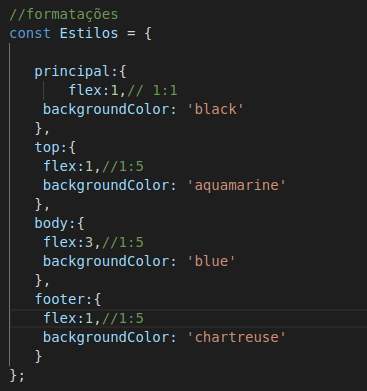 //formatações
const Estilos = {
principal:{
flex:1,// 1:1
backgroundColor: 'black'
},
top:{
flex:1,//1:5
backgroundColor: 'aquamarine'
},
body:{
flex:3,//1:5
backgroundColor: 'blue'
},
footer:{
flex:1,//1:5
backgroundColor: 'chartreuse'
}
};